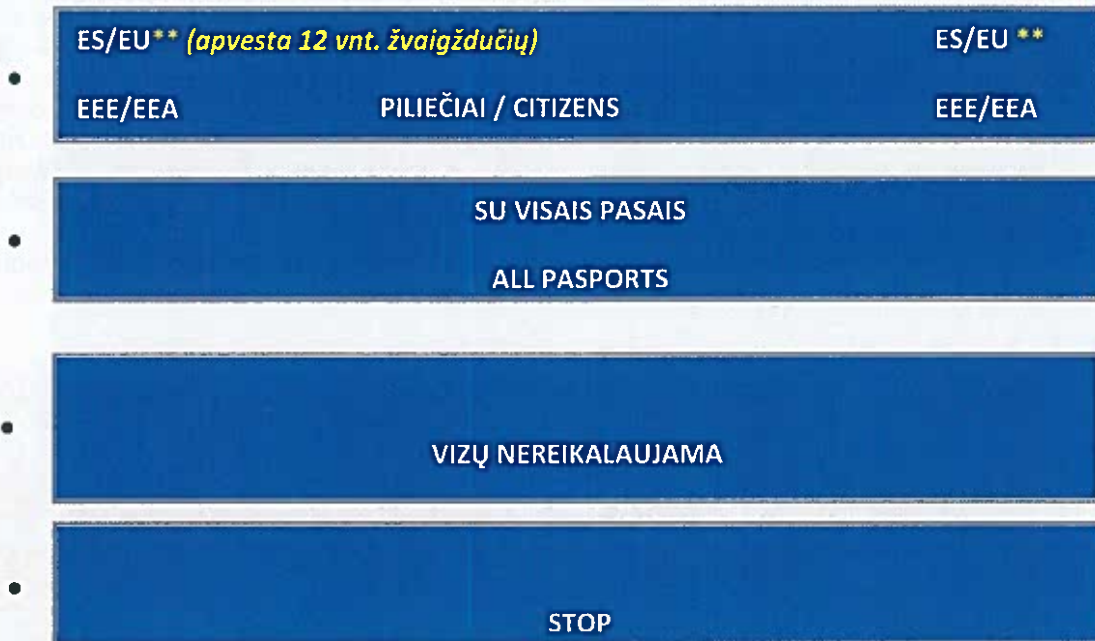 ES/EU** (apvesta 12 vnt. žvaigždučių) ES/EU **
EEE/EEA PILIEČIAI / CITIZENS EEE/EEA
SU VISAIS PASAIS
ALL PASPORTS
VIZŲ NEREIKALAUJAMA
STOP